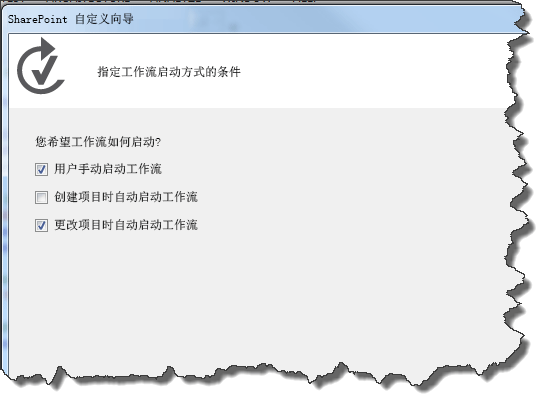 SharePoint 自定义向导
指定工作流启动方式的条件
您希望工作流如何启动?
用户手动启动工作流
创建项目时自动启动工作流
更改项目时自动启动工作流